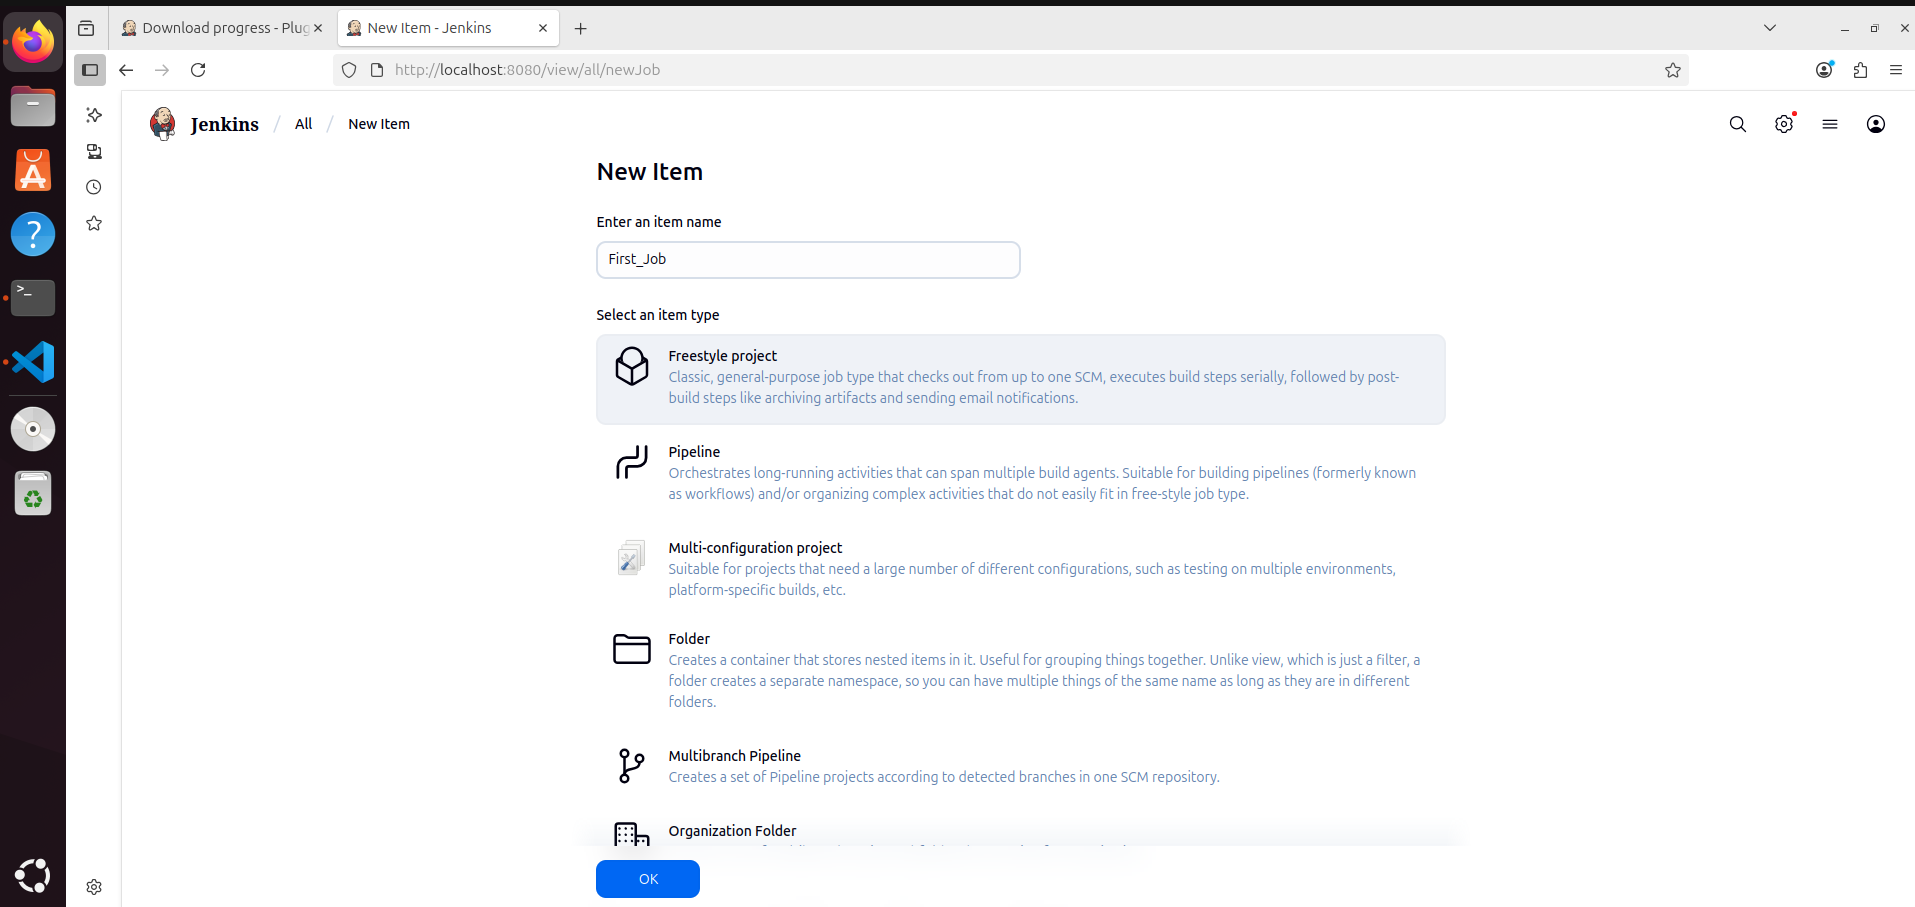 Download progress - Plug
New Item - Jenkins
http://localhost:8080/view/all/newJob
Jenkins / All / New Item
New Item
Enter an item name
First_Job
Select an item type
Freestyle project
Classic, general-purpose job type that checks out from up to one SCM, executes build steps serially, followed by post-
build steps like archiving artifacts and sending email notifications.
Pipeline
Orchestrates long-running activities that can span multiple build agents. Suitable for building pipelines (formerly known
as workflows) and/or organizing complex activities that do not easily fit in free-style job type.
Multi-configuration project
Suitable for projects that need a large number of different configurations, such as testing on multiple environments,
platform-specific builds, etc.
Folder
Creates a container that stores nested items in it. Useful for grouping things together. Unlike view, which is just a filter, a
folder creates a separate namespace, so you can have multiple things of the same name as long as they are in different
folders.
Multibranch Pipeline
Creates a set of Pipeline projects according to detected branches in one SCM repository.
Organization Folder
OK